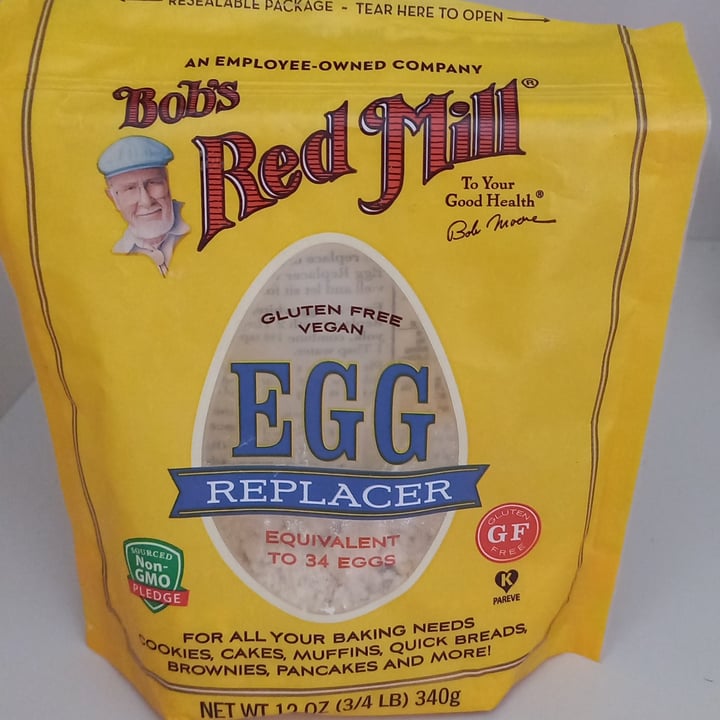 RESEALABLE PACKAGE - TEAR HERE TO OPEN
AN EMPLOYEE-OWNED COMPANY
Bob's
Red Mill®
To Your
Good Health®
Bob Moore
GLUTEN FREE
VEGAN
EGG
REPLACER
EQUIVALENT
TO 34 EGGS
GLUTEN
GF
FREE
SOURCED
Non-
GMO
PLEDGE
K
PAREVE
FOR ALL YOUR BAKING NEEDS
COOKIES, CAKES, MUFFINS, QUICK BREADS,
BROWNIES, PANCAKES AND MORE!
NET WT 12 OZ (3/4 LB) 340g